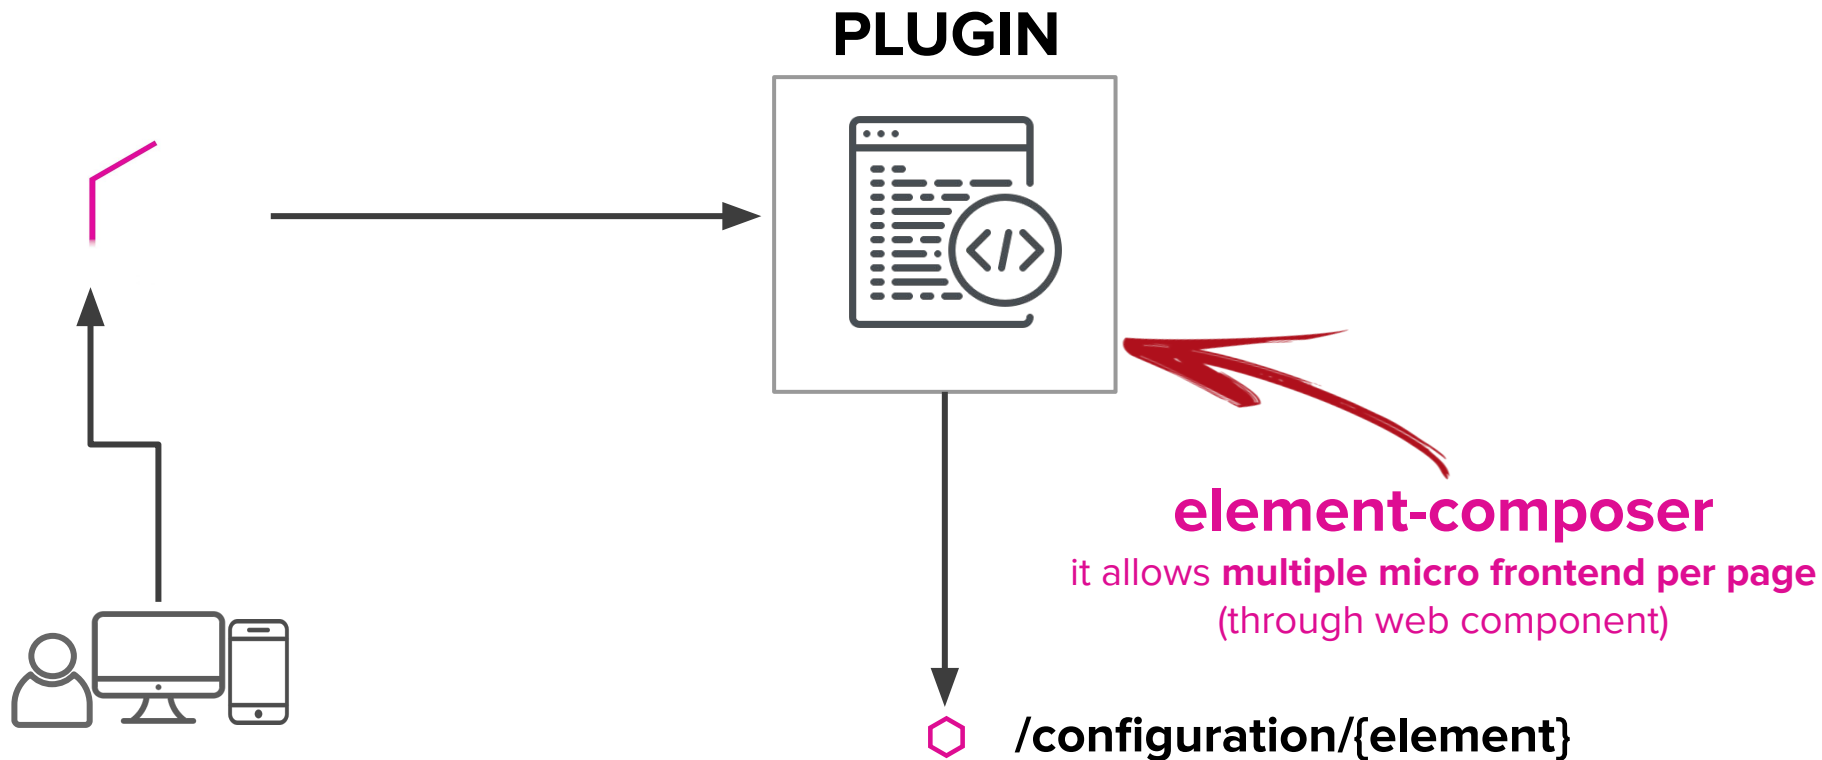 PLUGIN
element-composer
it allows multiple micro frontend per page
(through web component)
/configuration/{element}